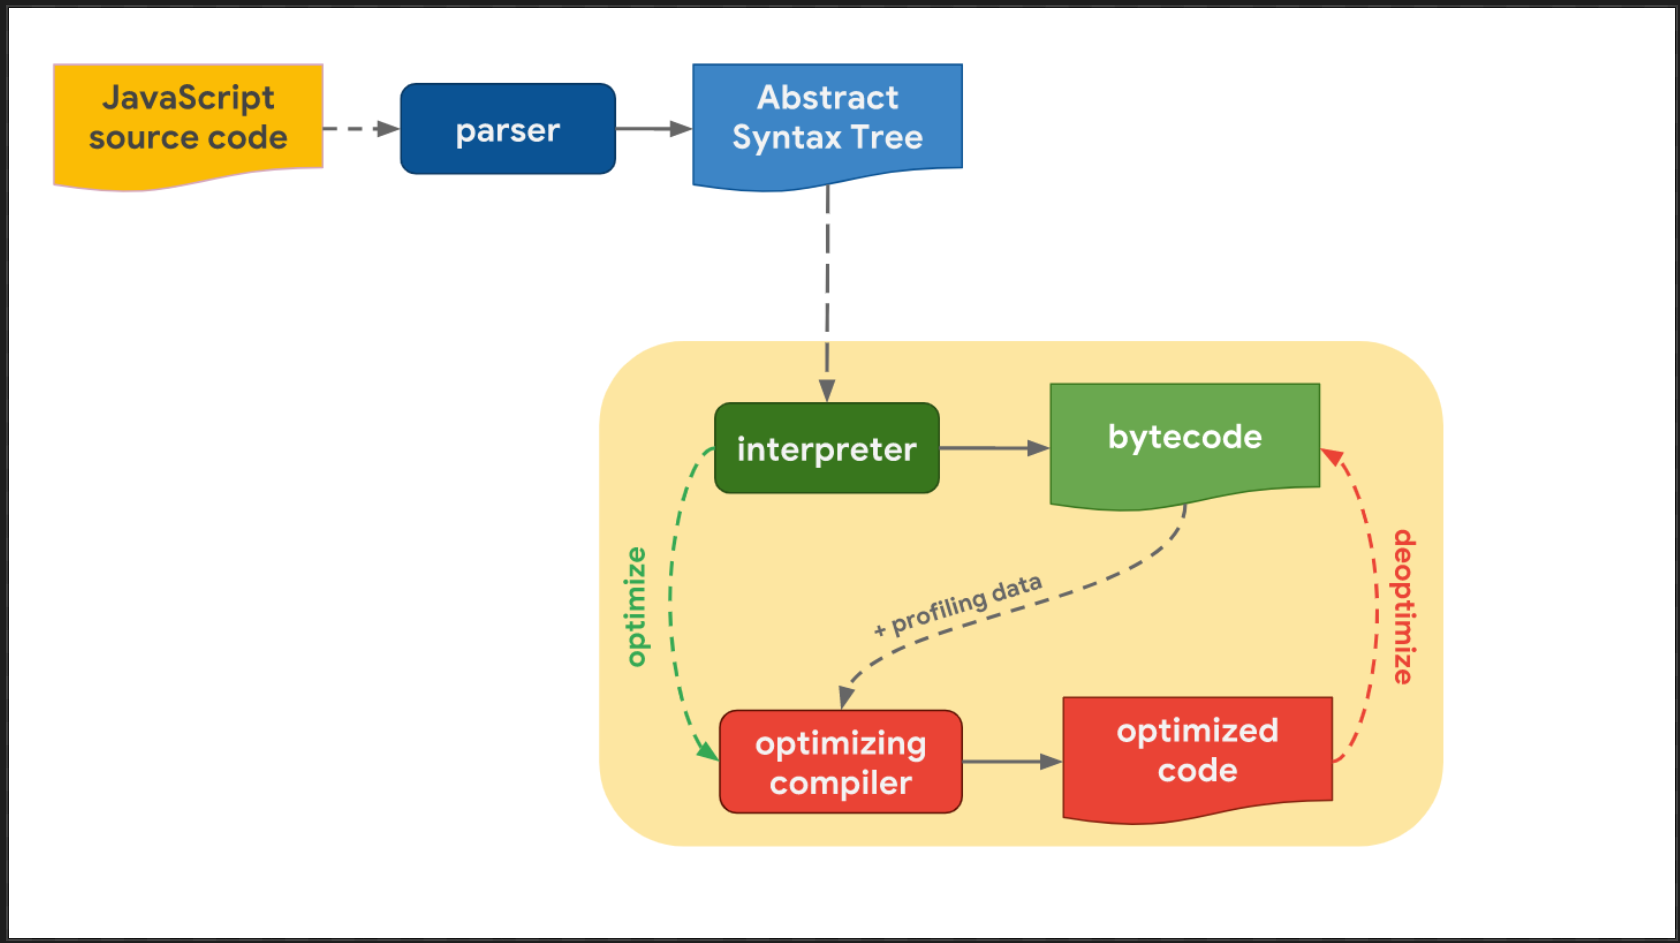 JavaScript
source code
parser
Abstract
Syntax Tree
interpreter
bytecode
optimize
+ profiling data
deoptimize
optimizing
compiler
optimized
code